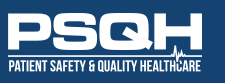 PSQH
PATIENT SAFETY & QUALITY HEALTHCARE